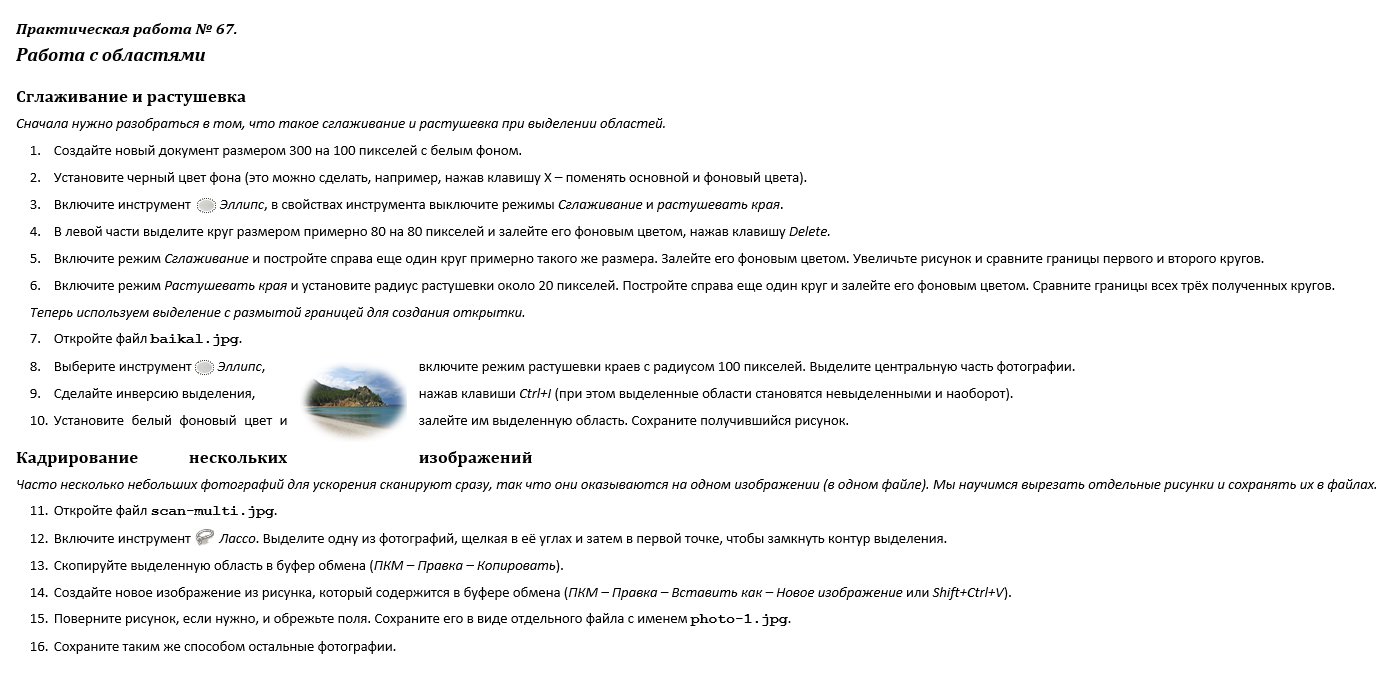 Практическая работа № 67.
Работа с областями
Сглаживание и растушевка
Сначала нужно разобраться в том, что такое сглаживание и растушевка при выделении областей.
1. Создайте новый документ размером 300 на 100 пикселей с белым фоном.
2. Установите черный цвет фона (это можно сделать, например, нажав клавишу X – поменять основной и фоновый цвета).
3. Включите инструмент Эллипс, в свойствах инструмента выключите режимы Сглаживание и растушевать края.
4. В левой части выделите круг размером примерно 80 на 80 пикселей и залейте его фоновым цветом, нажав клавишу Delete.
5. Включите режим Сглаживание и постройте справа еще один круг примерно такого же размера. Залейте его фоновым цветом. Увеличьте рисунок и сравните границы первого и второго кругов.
6. Включите режим Растушевать края и установите радиус растушевки около 20 пикселей. Постройте справа еще один круг и залейте его фоновым цветом. Сравните границы всех трёх полученных кругов.
Теперь используем выделение с размытой границей для создания открытки.
7. Откройте файл baikal.jpg.
8. Выберите инструмент Эллипс, включите режим растушевки краев с радиусом 100 пикселей. Выделите центральную часть фотографии.
9. Сделайте инверсию выделения, нажав клавиши Ctrl+I (при этом выделенные области становятся невыделенными и наоборот).
10. Установите белый фоновый цвет и залейте им выделенную область. Сохраните получившийся рисунок.
Кадрирование нескольких изображений
Часто несколько небольших фотографий для ускорения сканируют сразу, так что они оказываются на одном изображении (в одном файле). Мы научимся вырезать отдельные рисунки и сохранять их в файлах.
11. Откройте файл scan-multi.jpg.
12. Включите инструмент Лассо. Выделите одну из фотографий, щелкая в её углах и затем в первой точке, чтобы замкнуть контур выделения.
13. Скопируйте выделенную область в буфер обмена (ПКМ – Правка – Копировать).
14. Создайте новое изображение из рисунка, который содержится в буфере обмена (ПКМ – Правка – Вставить как – Новое изображение или Shift+Ctrl+V).
15. Поверните рисунок, если нужно, и обрежьте поля. Сохраните его в виде отдельного файла с именем photo-1.jpg.
16. Сохраните таким же способом остальные фотографии.